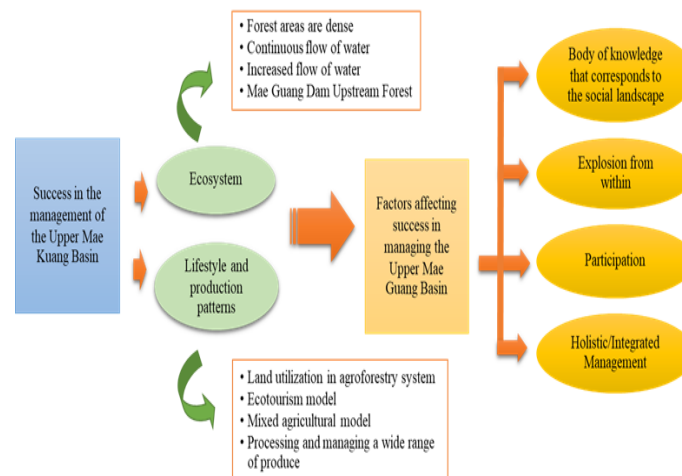 • Forest areas are dense
• Continuous flow of water
• Increased flow of water
• Mae Guang Dam Upstream Forest
Success in the
management of
the Upper Mae
Kuang Basin
Ecosystem
Lifestyle and
production
patterns
• Land utilization in agroforestry system
• Ecotourism model
• Mixed agricultural model
• Processing and managing a wide range
of produce
Factors affecting
success in
managing the
Upper Mae
Guang Basin
Body of knowledge
that corresponds to
the social landscape
Explosion from
within
Participation
Holistic/Integrated
Management